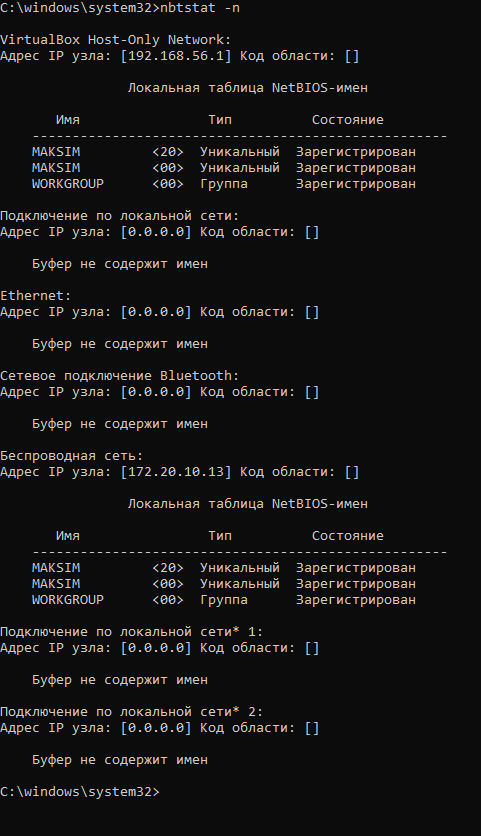 C:\windows\system32>nbtstat -n
VirtualBox Host-Only Network:
Адрес IP узла: [192.168.56.1] Код области: []
Локальная таблица NetBIOS-имен
Имя Тип Состояние
----------------------------------------------------
MAKSIM <20> Уникальный Зарегистрирован
MAKSIM <00> Уникальный Зарегистрирован
WORKGROUP <00> Группа Зарегистрирован
Подключение по локальной сети:
Адрес IP узла: [0.0.0.0] Код области: []
Буфер не содержит имен
Ethernet:
Адрес IP узла: [0.0.0.0] Код области: []
Буфер не содержит имен
Сетевое подключение Bluetooth:
Адрес IP узла: [0.0.0.0] Код области: []
Буфер не содержит имен
Беспроводная сеть:
Адрес IP узла: [172.20.10.13] Код области: []
Локальная таблица NetBIOS-имен
Имя Тип Состояние
----------------------------------------------------
MAKSIM <20> Уникальный Зарегистрирован
MAKSIM <00> Уникальный Зарегистрирован
WORKGROUP <00> Группа Зарегистрирован
Подключение по локальной сети* 1:
Адрес IP узла: [0.0.0.0] Код области: []
Буфер не содержит имен
Подключение по локальной сети* 2:
Адрес IP узла: [0.0.0.0] Код области: []
Буфер не содержит имен
C:\windows\system32>